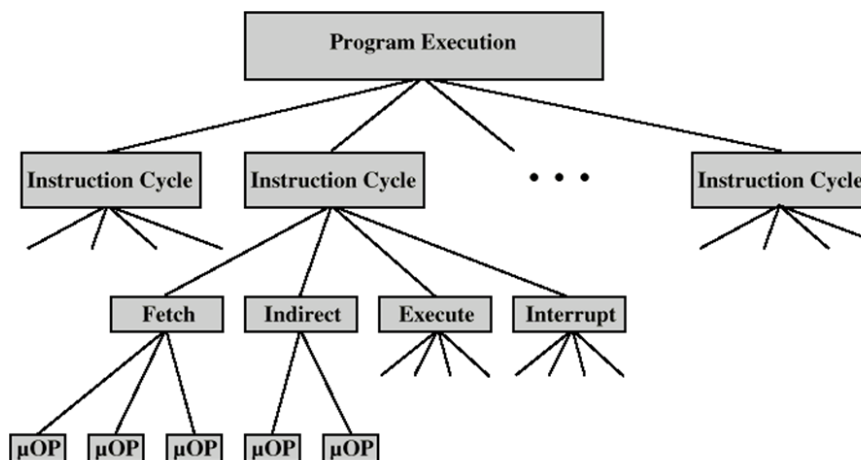 Program Execution
Instruction Cycle Instruction Cycle • • • Instruction Cycle
Fetch Indirect Execute Interrupt
µOP µOP µOP µOP µOP